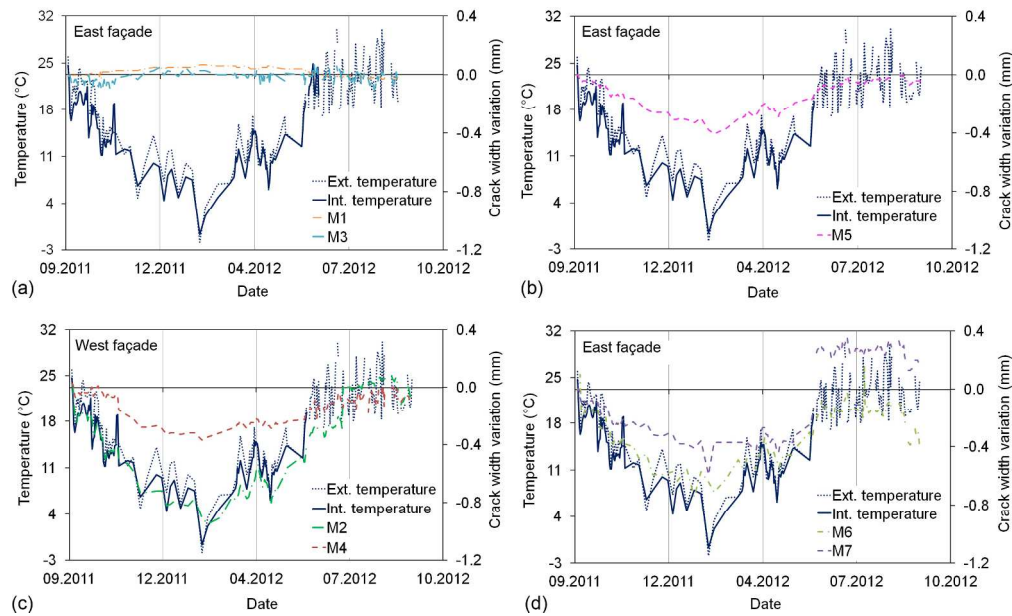 East façade
Temperature (°C)
32
25
18
11
4
-3
0.4
0.0
-0.4
-0.8
-1.2
Crack width variation (mm)
Ext. temperature
Int. temperature
M1
M3
09.2011 12.2011 04.2012 07.2012 10.2012
Date
(a)
East façade
Temperature (°C)
32
25
18
11
4
-3
0.4
0.0
-0.4
-0.8
-1.2
Crack width variation (mm)
Ext. temperature
Int. temperature
M5
09.2011 12.2011 04.2012 07.2012 10.2012
Date
(b)
West façade
Temperature (°C)
32
25
18
11
4
-3
0.4
0.0
-0.4
-0.8
-1.2
Crack width variation (mm)
Ext. temperature
Int. temperature
M2
M4
09.2011 12.2011 04.2012 07.2012 10.2012
Date
(c)
East façade
Temperature (°C)
32
25
18
11
4
-3
0.4
0.0
-0.4
-0.8
-1.2
Crack width variation (mm)
Ext. temperature
Int. temperature
M6
M7
09.2011 12.2011 04.2012 07.2012 10.2012
Date
(d)